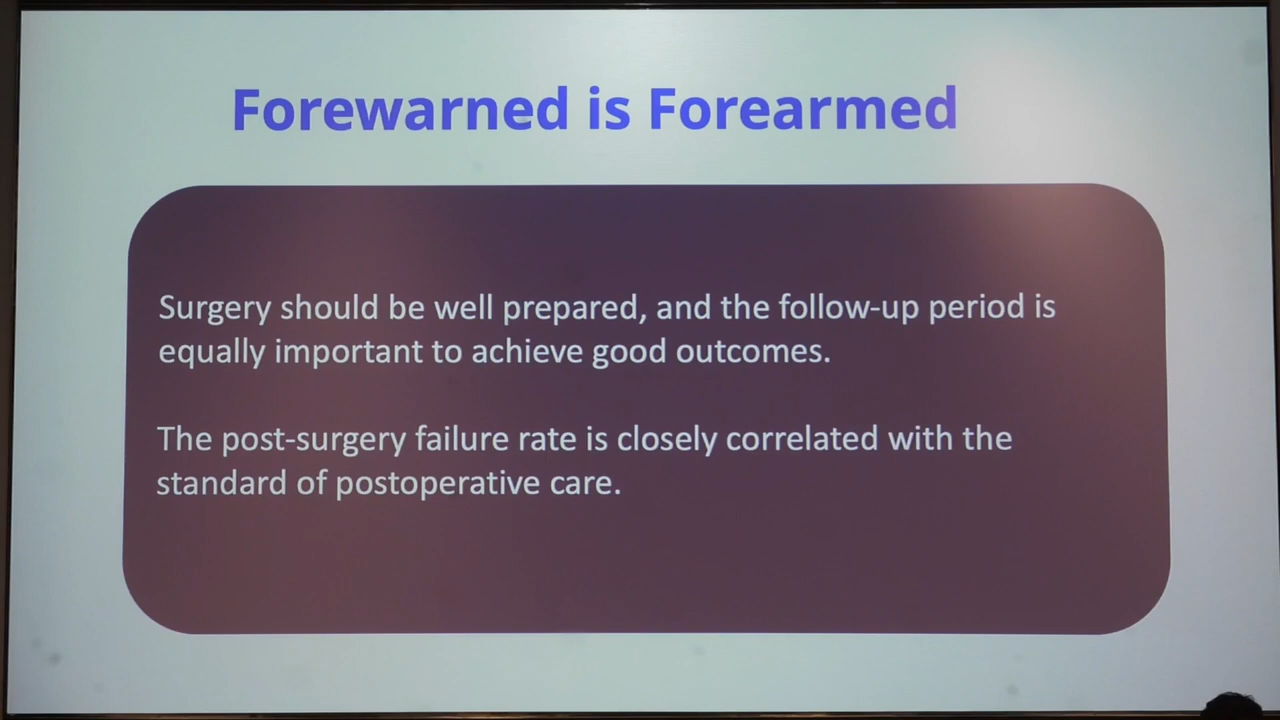 Forewarned is Forearmed
Surgery should be well prepared, and the follow-up period is
equally important to achieve good outcomes.
The post-surgery failure rate is closely correlated with the
standard of postoperative care.